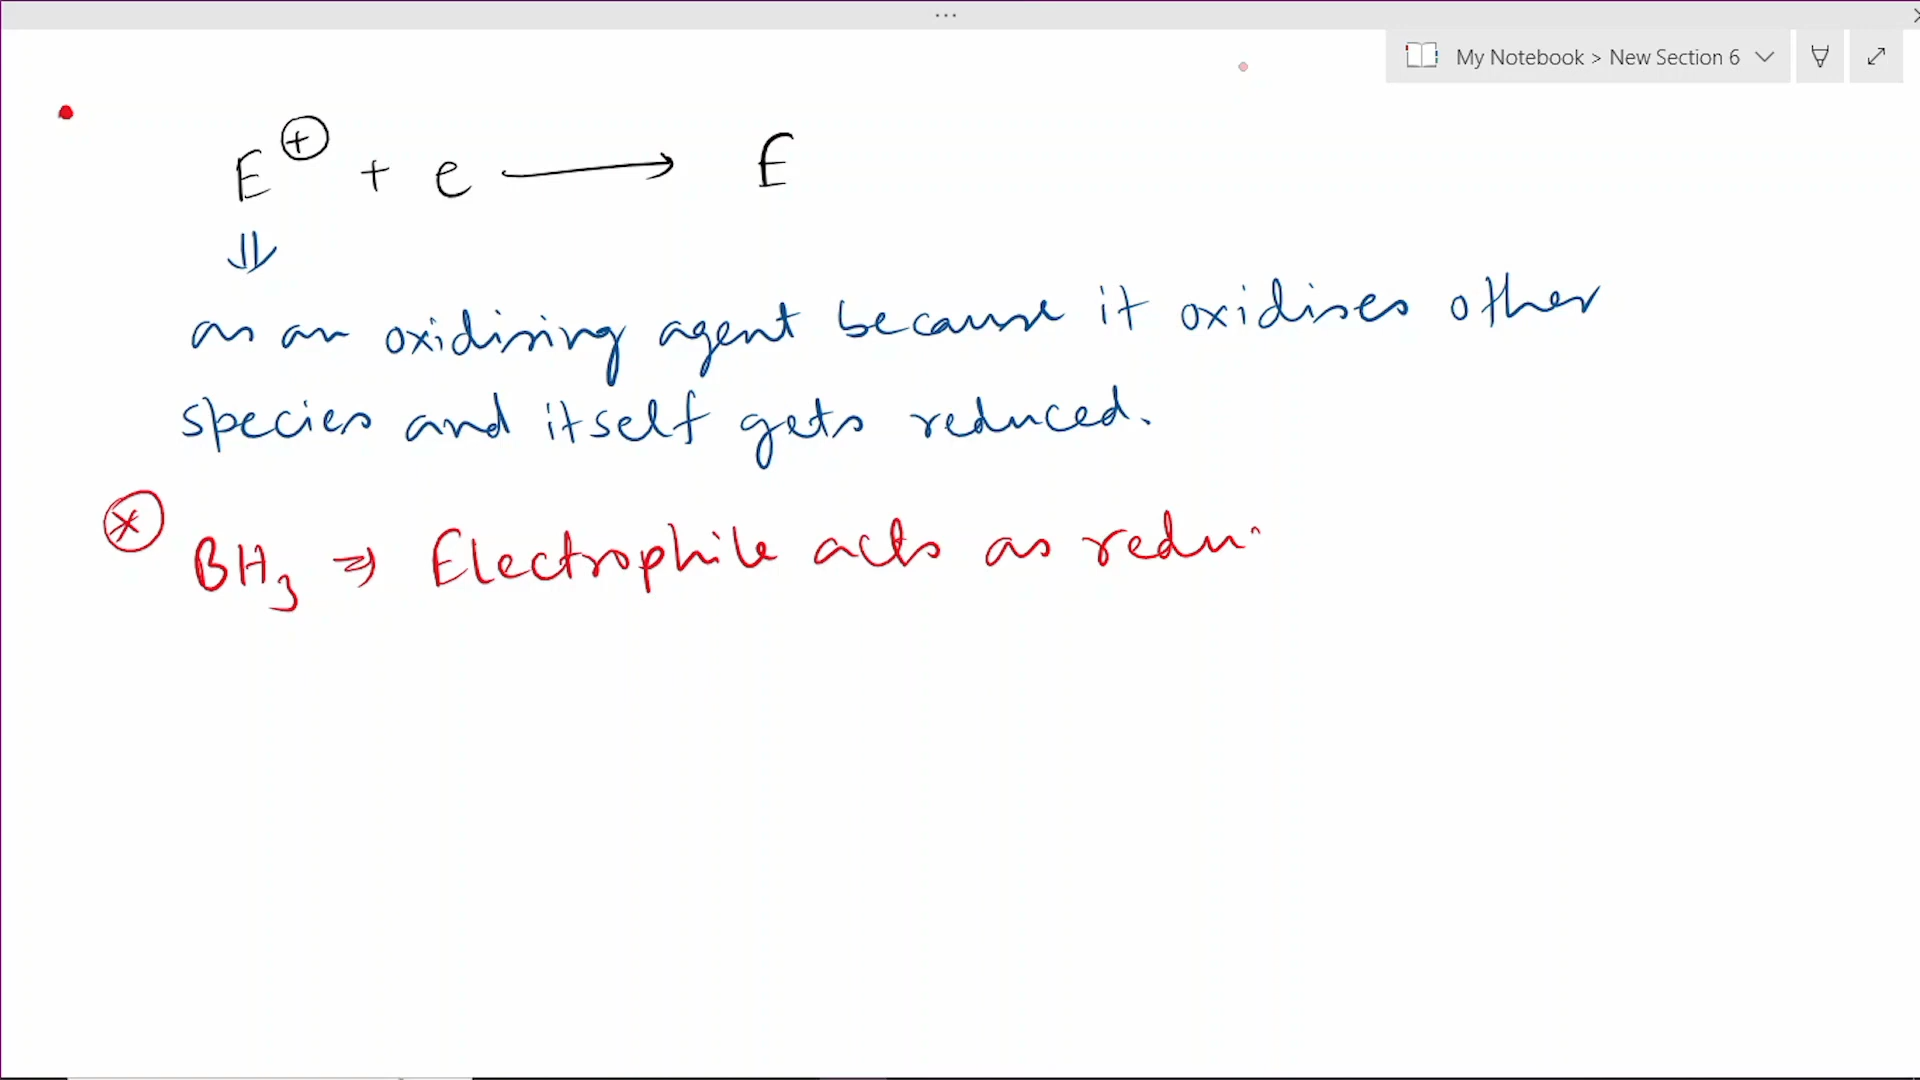 ...
My Notebook > New Section 6
E⊕ + e ⟶ E
⇓
as an oxidising agent because it oxidises other
species and itself gets reduced.
⊛ BH₃ ⇒ Electrophile acts as redu